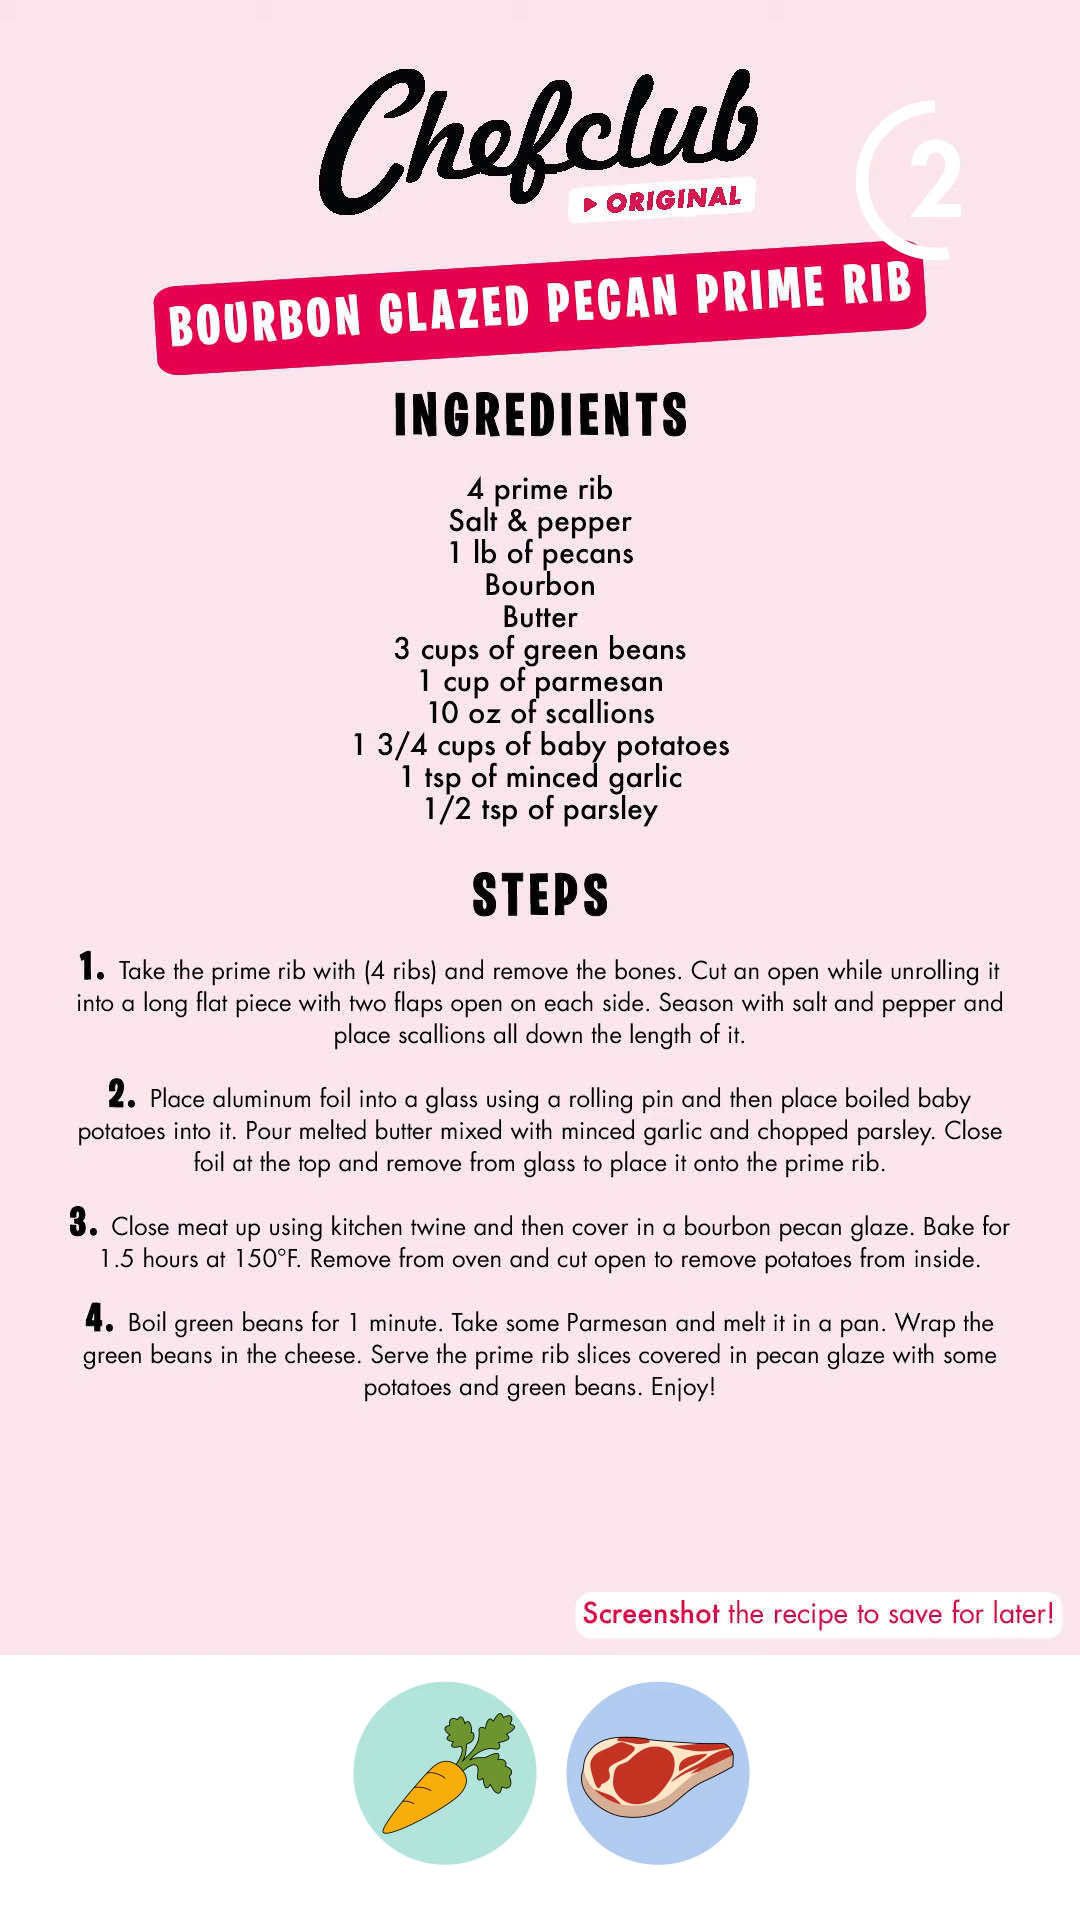 Chefclub
ORIGINAL
2
BOURBON GLAZED PECAN PRIME RIB
INGREDIENTS
4 prime rib
Salt & pepper
1 lb of pecans
Bourbon
Butter
3 cups of green beans
1 cup of parmesan
10 oz of scallions
1 3/4 cups of baby potatoes
1 tsp of minced garlic
1/2 tsp of parsley
STEPS
1. Take the prime rib with (4 ribs) and remove the bones. Cut an open while unrolling it
into a long flat piece with two flaps open on each side. Season with salt and pepper and
place scallions all down the length of it.
2. Place aluminum foil into a glass using a rolling pin and then place boiled baby
potatoes into it. Pour melted butter mixed with minced garlic and chopped parsley. Close
foil at the top and remove from glass to place it onto the prime rib.
3. Close meat up using kitchen twine and then cover in a bourbon pecan glaze. Bake for
1.5 hours at 150°F. Remove from oven and cut open to remove potatoes from inside.
4. Boil green beans for 1 minute. Take some Parmesan and melt it in a pan. Wrap the
green beans in the cheese. Serve the prime rib slices covered in pecan glaze with some
potatoes and green beans. Enjoy!
Screenshot the recipe to save for later!